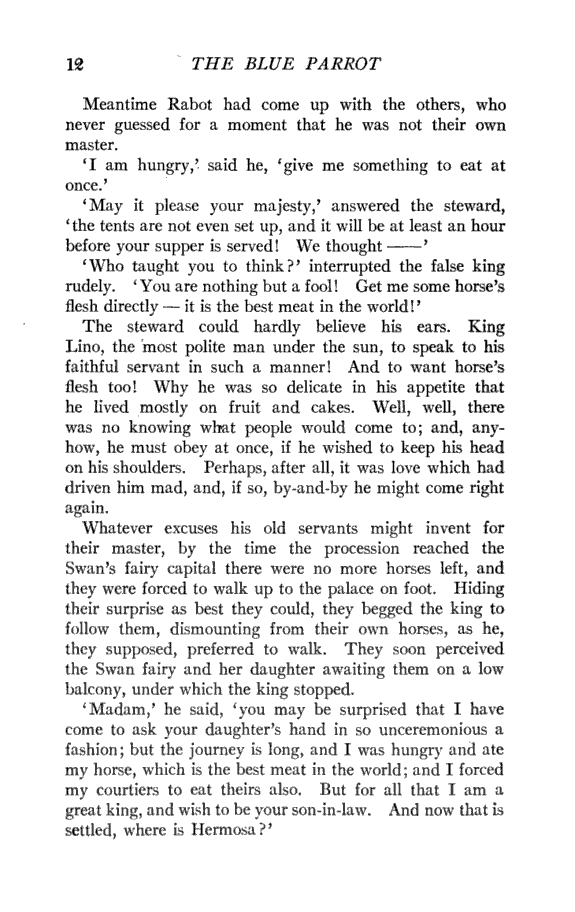 12 THE BLUE PARROT
Meantime Rabot had come up with the others, who
never guessed for a moment that he was not their own
master.
‘I am hungry,’ said he, ‘give me something to eat at
once.’
‘May it please your majesty,’ answered the steward,
‘the tents are not even set up, and it will be at least an hour
before your supper is served! We thought ——’
‘Who taught you to think?’ interrupted the false king
rudely. ‘You are nothing but a fool! Get me some horse’s
flesh directly — it is the best meat in the world!’
The steward could hardly believe his ears. King
Lino, the most polite man under the sun, to speak to his
faithful servant in such a manner! And to want horse’s
flesh too! Why he was so delicate in his appetite that
he lived mostly on fruit and cakes. Well, well, there
was no knowing what people would come to; and, any-
how, he must obey at once, if he wished to keep his head
on his shoulders. Perhaps, after all, it was love which had
driven him mad, and, if so, by-and-by he might come right
again.
Whatever excuses his old servants might invent for
their master, by the time the procession reached the
Swan’s fairy capital there were no more horses left, and
they were forced to walk up to the palace on foot. Hiding
their surprise as best they could, they begged the king to
follow them, dismounting from their own horses, as he,
they supposed, preferred to walk. They soon perceived
the Swan fairy and her daughter awaiting them on a low
balcony, under which the king stopped.
‘Madam,’ he said, ‘you may be surprised that I have
come to ask your daughter’s hand in so unceremonious a
fashion; but the journey is long, and I was hungry and ate
my horse, which is the best meat in the world; and I forced
my courtiers to eat theirs also. But for all that I am a
great king, and wish to be your son-in-law. And now that is
settled, where is Hermosa?’